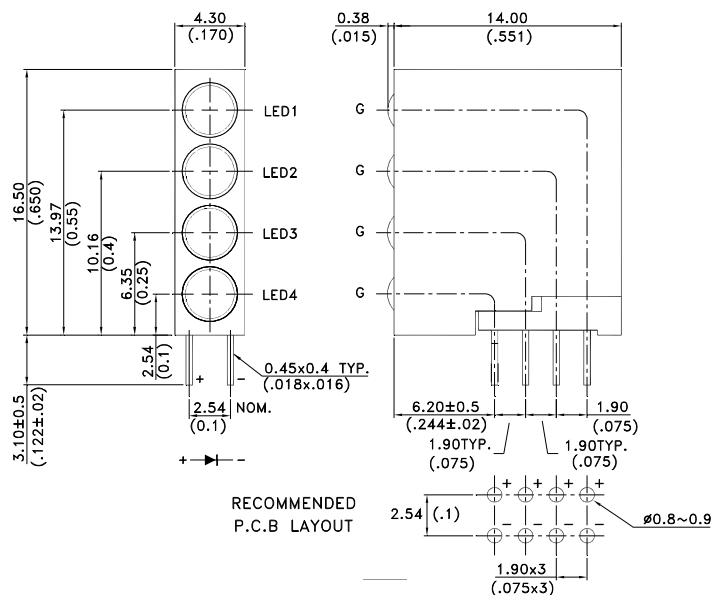 4.30
(.170)
0.38
(.015)
14.00
(.551)
LED1
LED2
LED3
LED4
G
G
G
G
16.50
(.650)
13.97
(0.55)
10.16
(0.4)
6.35
(0.25)
2.54
(0.1)
3.10±0.5
(.122±.02)
+
−
0.45x0.4 TYP.
(.018x.016)
2.54 NOM.
(0.1)
+ −
6.20±0.5
(.244±.02)
1.90
(.075)
1.90TYP.
(.075)
1.90TYP.
(.075)
RECOMMENDED
P.C.B LAYOUT
2.54 (.1)
+ + + +
− − − −
ø0.8~0.9
1.90x3
(.075x3)